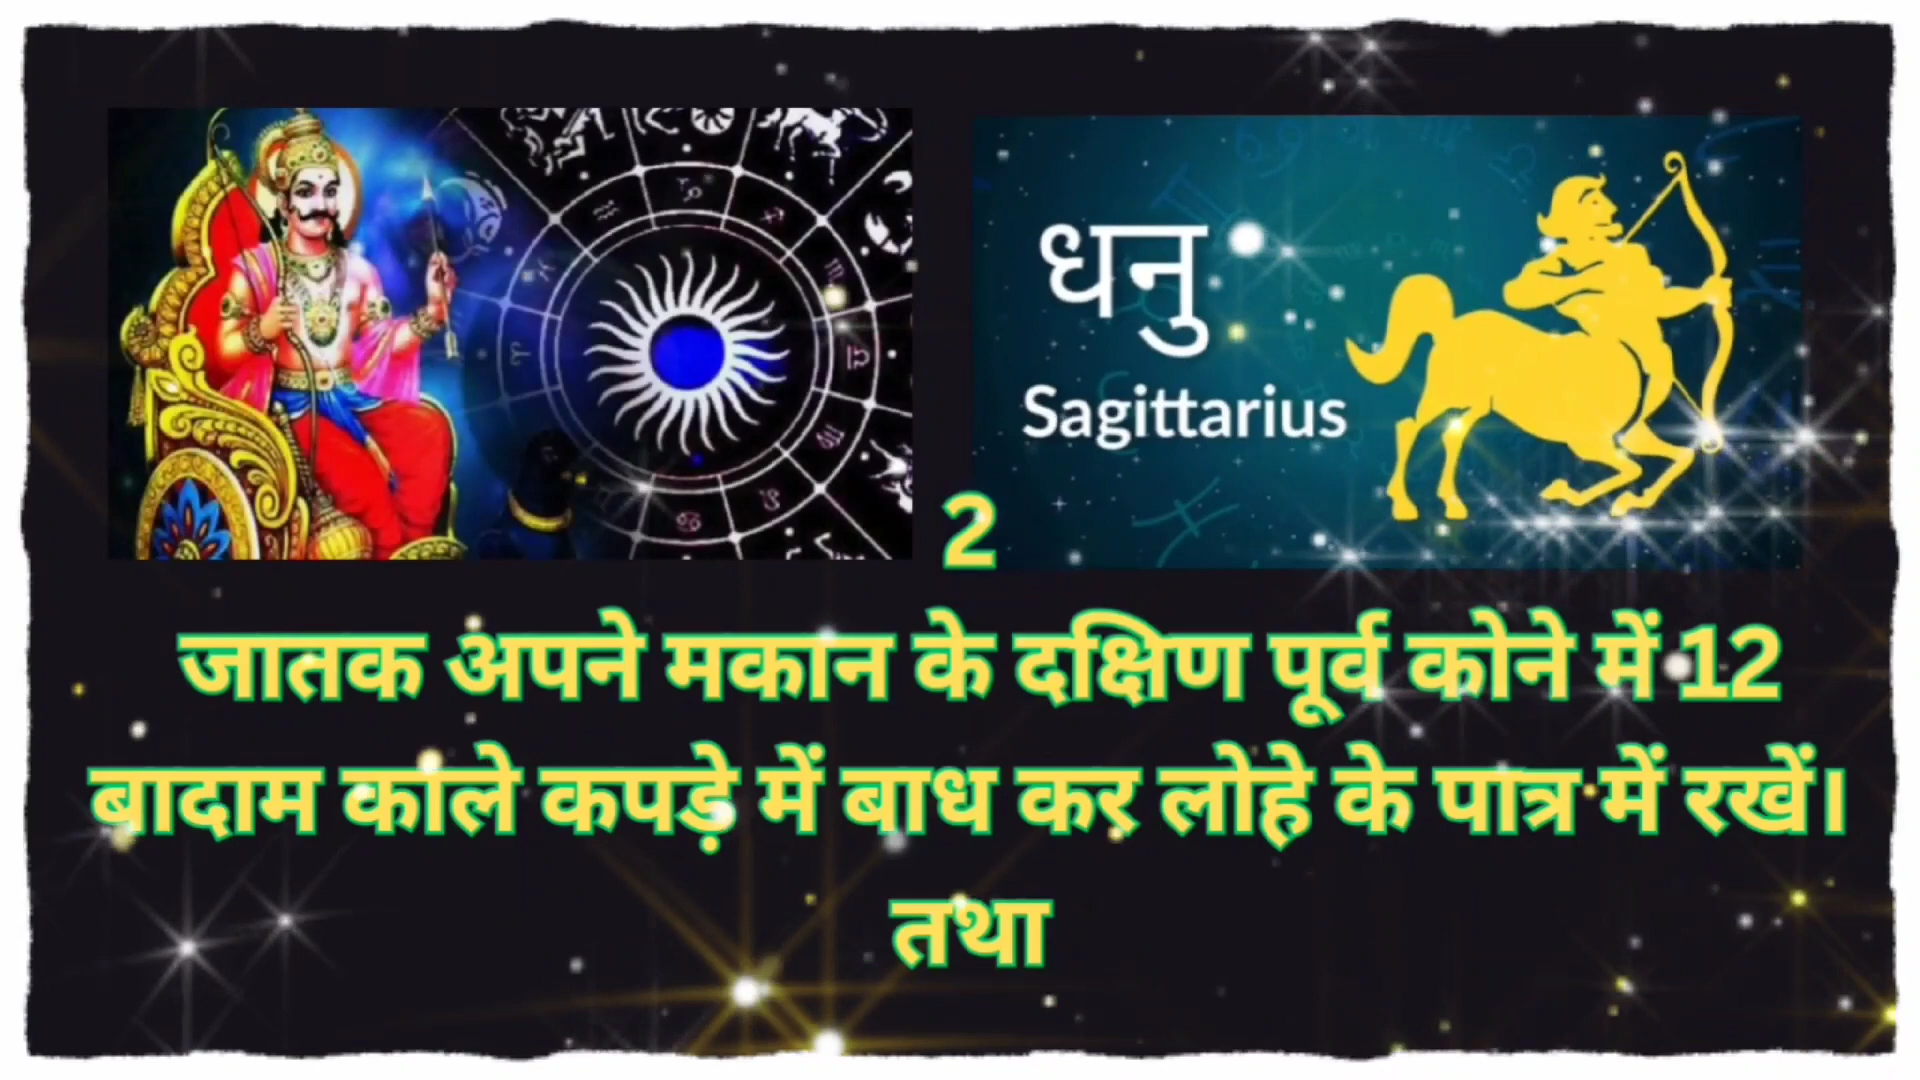 धनु
Sagittarius
2
जातक अपने मकान के दक्षिण पूर्व कोने में 12
बादाम काले कपड़े में बाध कर लोहे के पात्र में रखें।
तथा